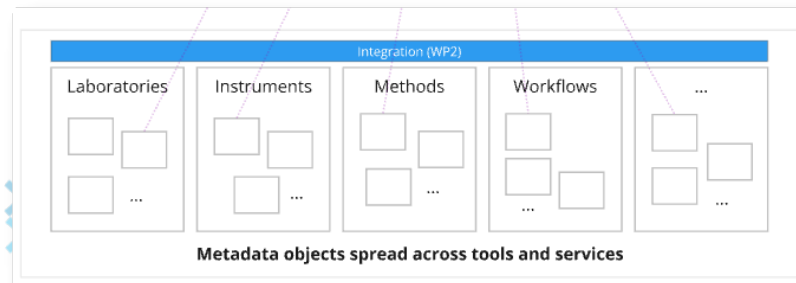 Integration (WP2)
Laboratories
...
Instruments
...
Methods
...
Workflows
...
...
...
Metadata objects spread across tools and services